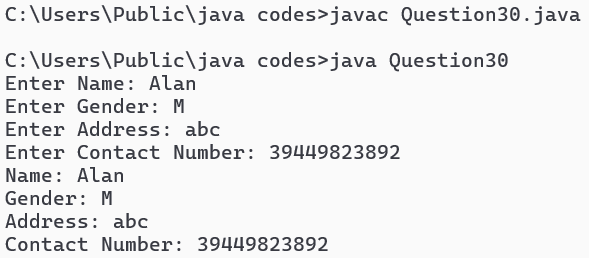 C:\Users\Public\java codes>javac Question30.java
C:\Users\Public\java codes>java Question30
Enter Name: Alan
Enter Gender: M
Enter Address: abc
Enter Contact Number: 39449823892
Name: Alan
Gender: M
Address: abc
Contact Number: 39449823892